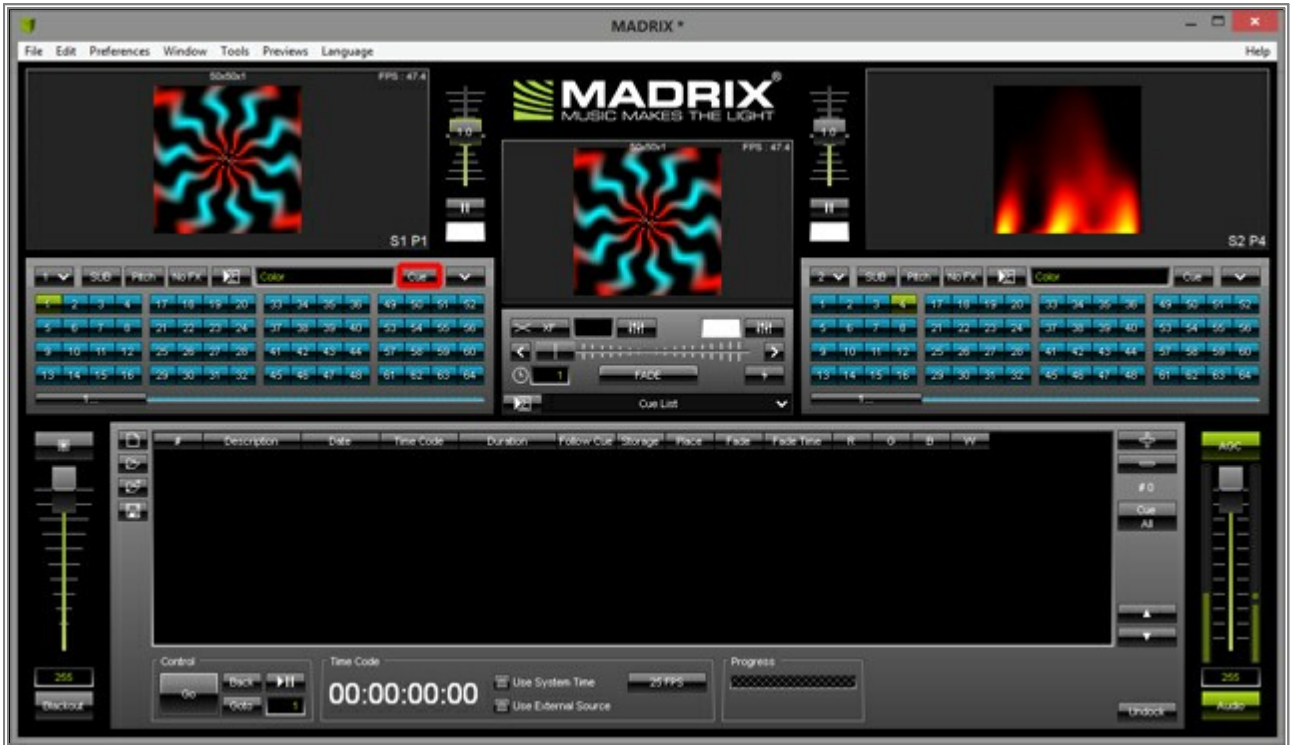 MADRIX *
File Edit Preferences Window Tools Previews Language Help
50x50x1 FPS : 47.4
MADRIX®
MUSIC MAKES THE LIGHT
1.0
1.0
50x50x1 FPS : 47.4
S1 P1
S2 P4
1 SUB Pitch No FX Color Cue
2 SUB Pitch No FX Color Cue
1 2 3 4 17 18 19 20 33 34 35 36 49 50 51 52
5 6 7 8 21 22 23 24 37 38 39 40 53 54 55 56
9 10 11 12 25 26 27 28 41 42 43 44 57 58 59 60
13 14 15 16 29 30 31 32 45 46 47 48 61 62 63 64
1...
XF
1 FADE
Cue List
1 2 3 4 17 18 19 20 33 34 35 36 49 50 51 52
5 6 7 8 21 22 23 24 37 38 39 40 53 54 55 56
9 10 11 12 25 26 27 28 41 42 43 44 57 58 59 60
13 14 15 16 29 30 31 32 45 46 47 48 61 62 63 64
1...
# Description Date Time Code Duration Follow Cue Storage Place Fade Fade Time R G B W
AGC
# 0
Cue
All
Control
Go Back
Goto 1
Time Code
00:00:00:00
Use System Time 25 FPS
Use External Source
Progress
Undock
255
Blackout
255
Audio